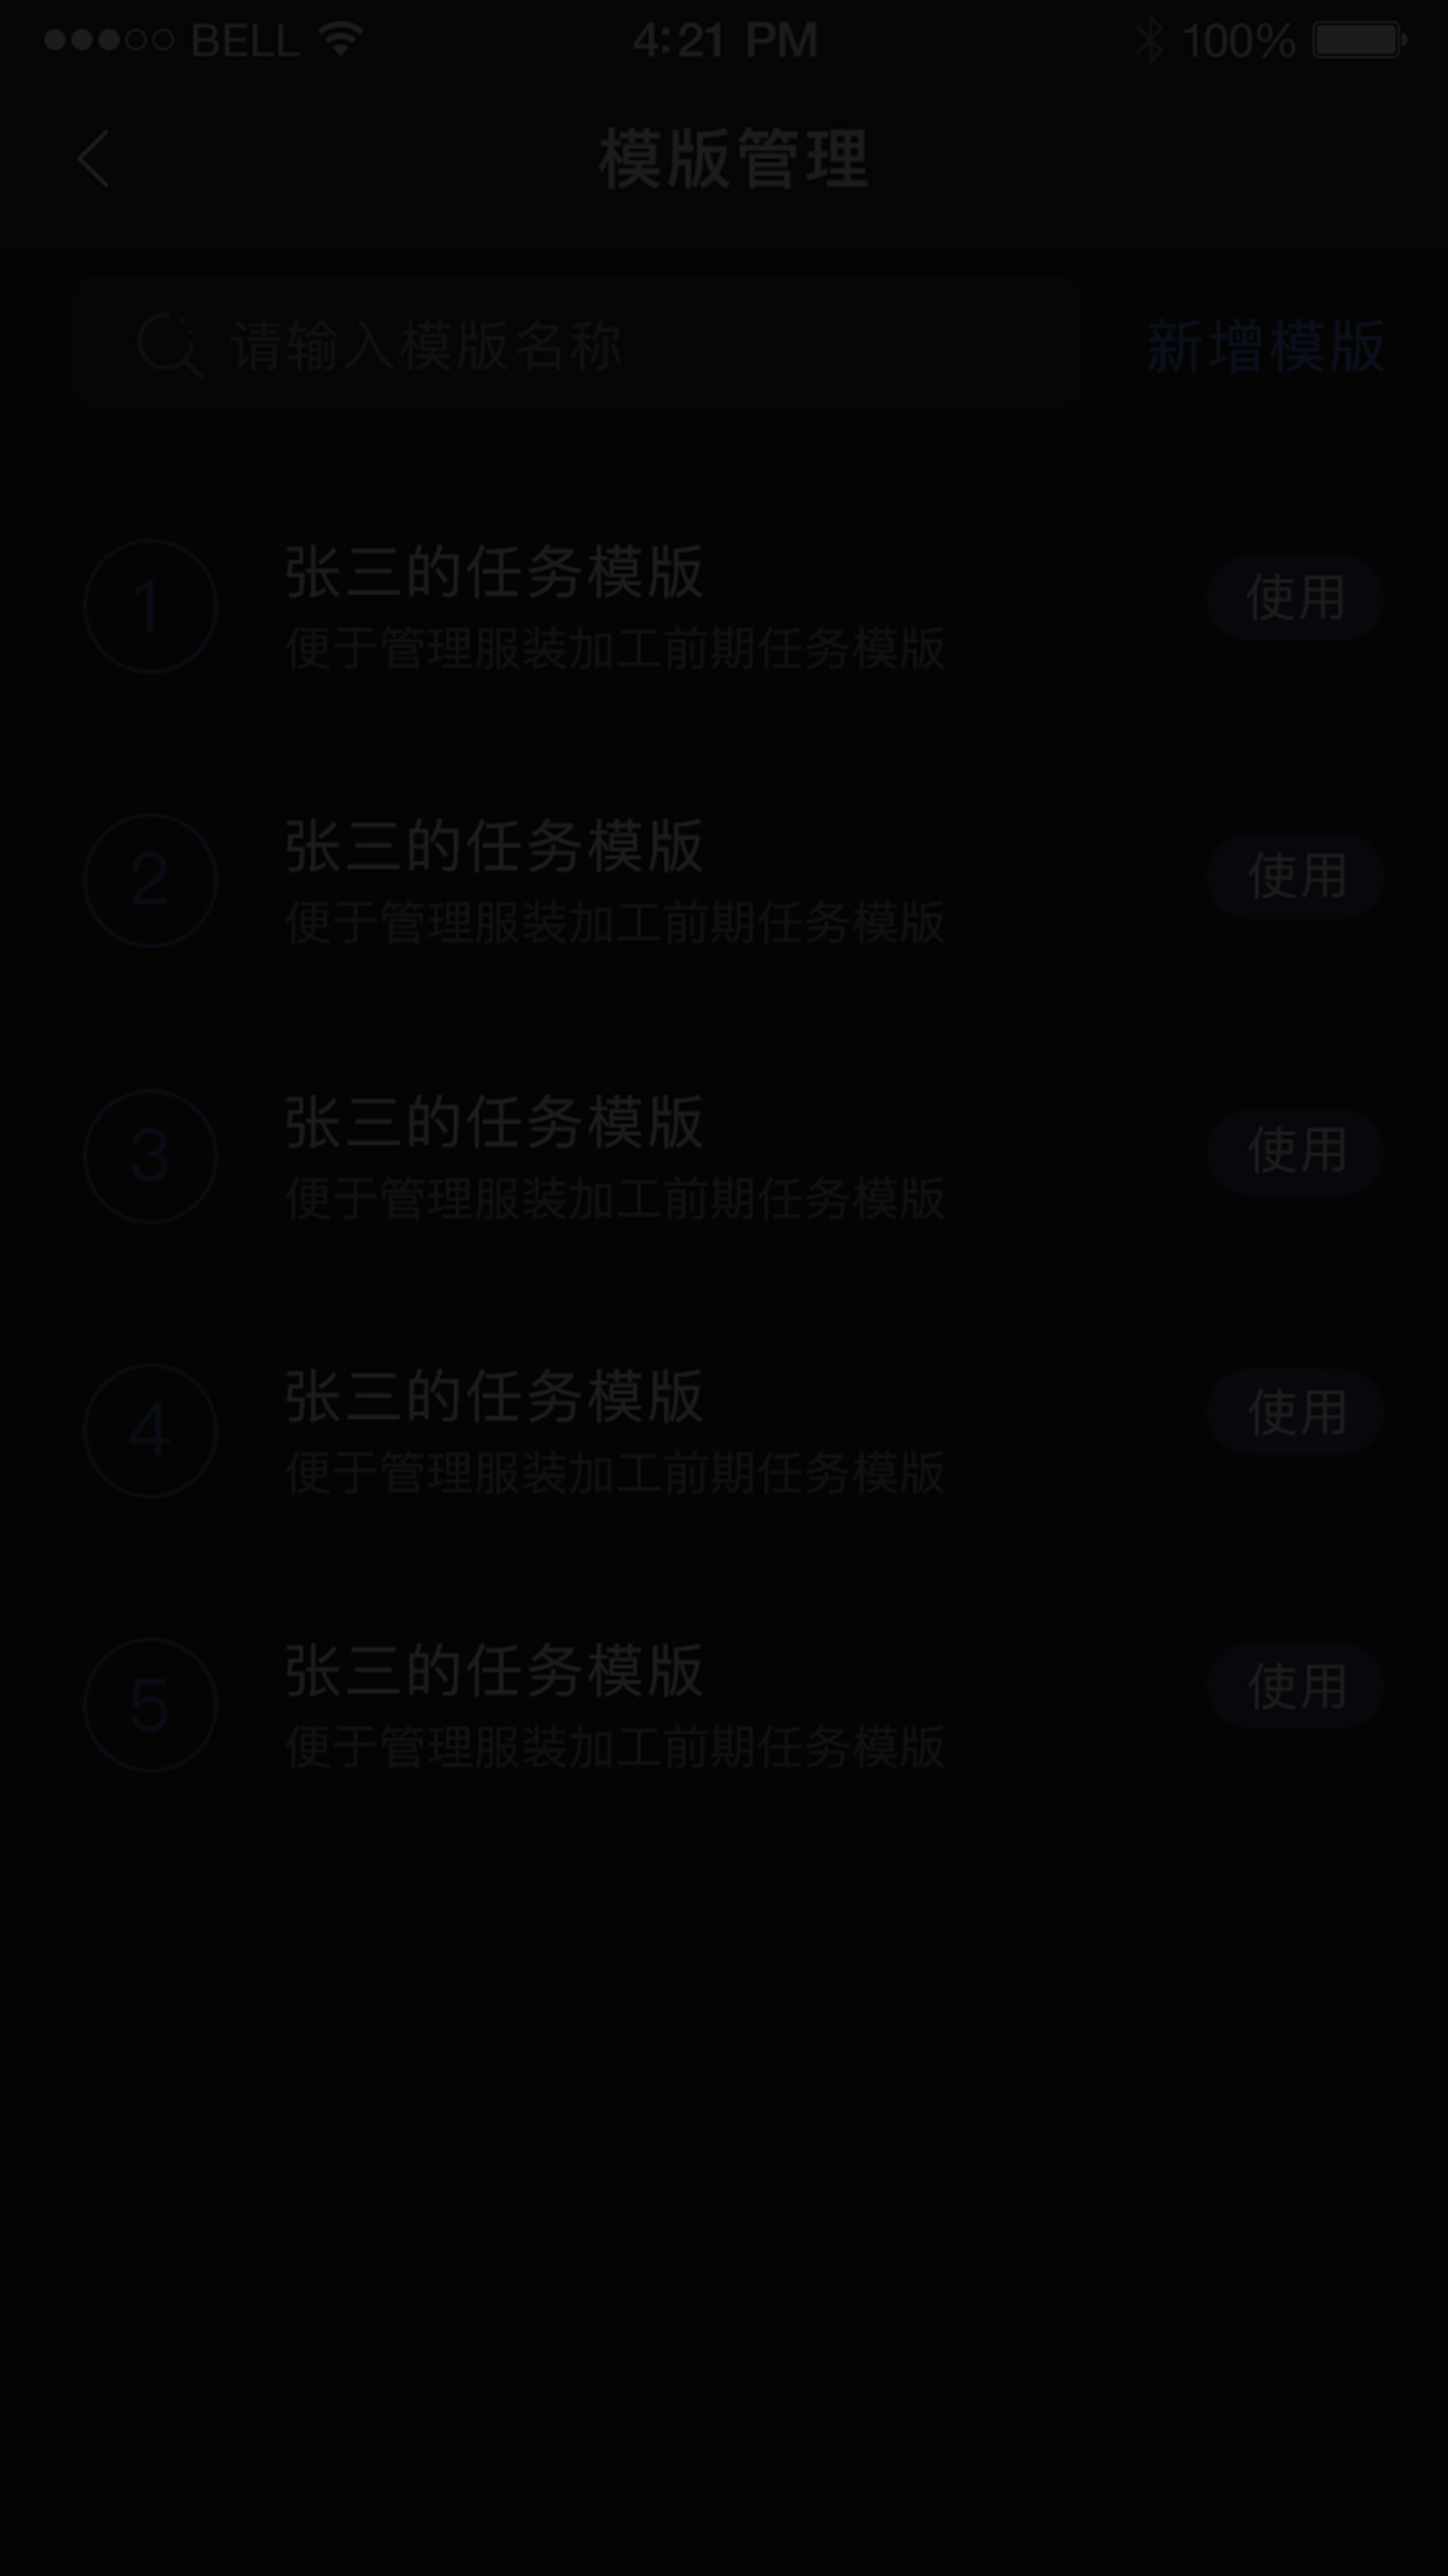 BELL 4:21 PM 100%
模版管理
请输入模版名称 新增模版
1 张三的任务模版 使用
便于管理服装加工前期任务模版
2 张三的任务模版 使用
便于管理服装加工前期任务模版
3 张三的任务模版 使用
便于管理服装加工前期任务模版
4 张三的任务模版 使用
便于管理服装加工前期任务模版
5 张三的任务模版 使用
便于管理服装加工前期任务模版